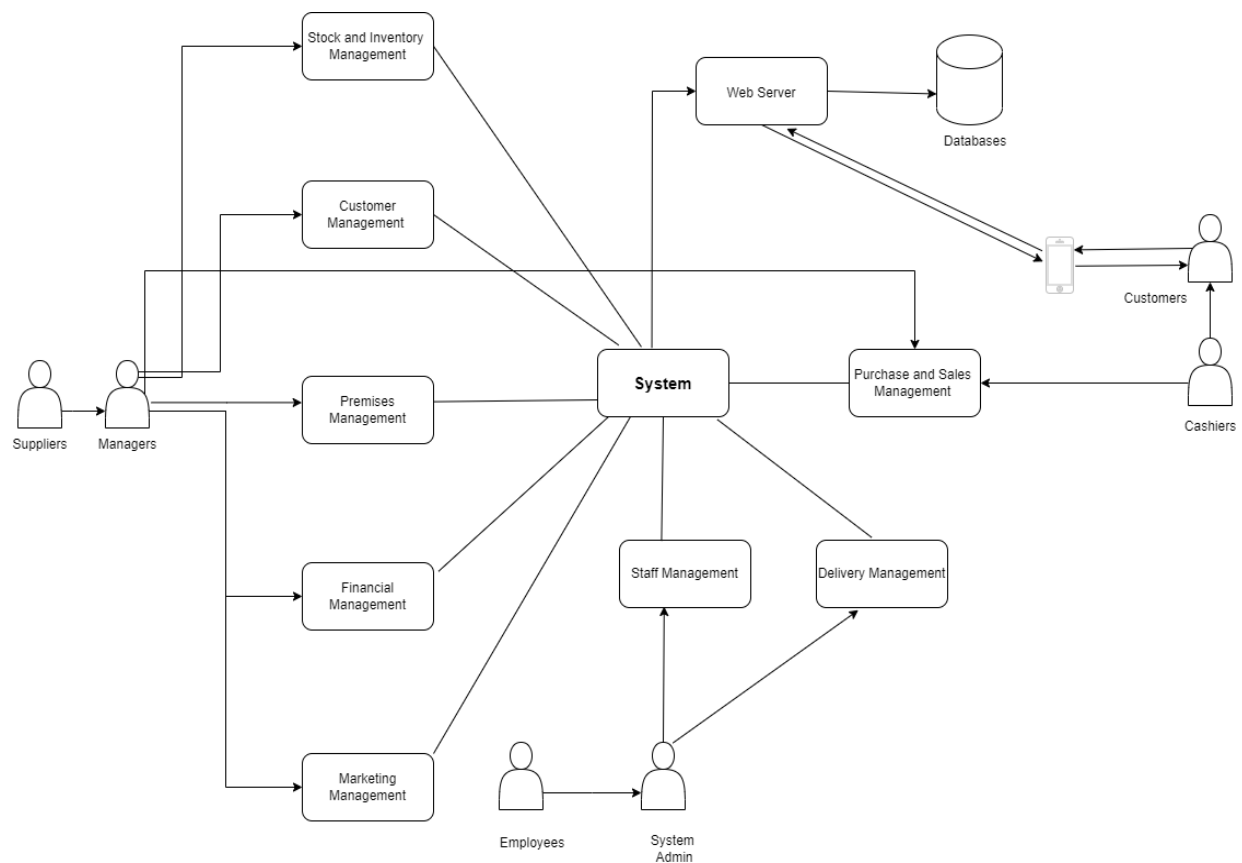 Stock and Inventory
Management
Web Server
Databases
Customer
Management
Customers
System
Purchase and Sales
Management
Premises
Management
Suppliers
Managers
Cashiers
Staff Management
Delivery Management
Financial
Management
Marketing
Management
Employees
System
Admin